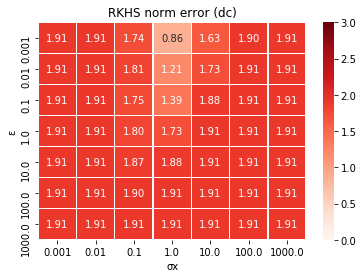 RKHS norm error (dc)
0.001 1.91 1.91 1.74 0.86 1.63 1.90 1.91
0.01 1.91 1.91 1.81 1.21 1.73 1.91 1.91
0.1 1.91 1.91 1.75 1.39 1.88 1.91 1.91
1.0 1.91 1.91 1.80 1.73 1.91 1.91 1.91
10.0 1.91 1.91 1.87 1.88 1.91 1.91 1.91
100.0 1.91 1.91 1.90 1.91 1.91 1.91 1.91
1000.0 1.91 1.91 1.91 1.91 1.91 1.91 1.91
0.001 0.01 0.1 1.0 10.0 100.0 1000.0
σx
ε
3.0
2.5
2.0
1.5
1.0
0.5
0.0